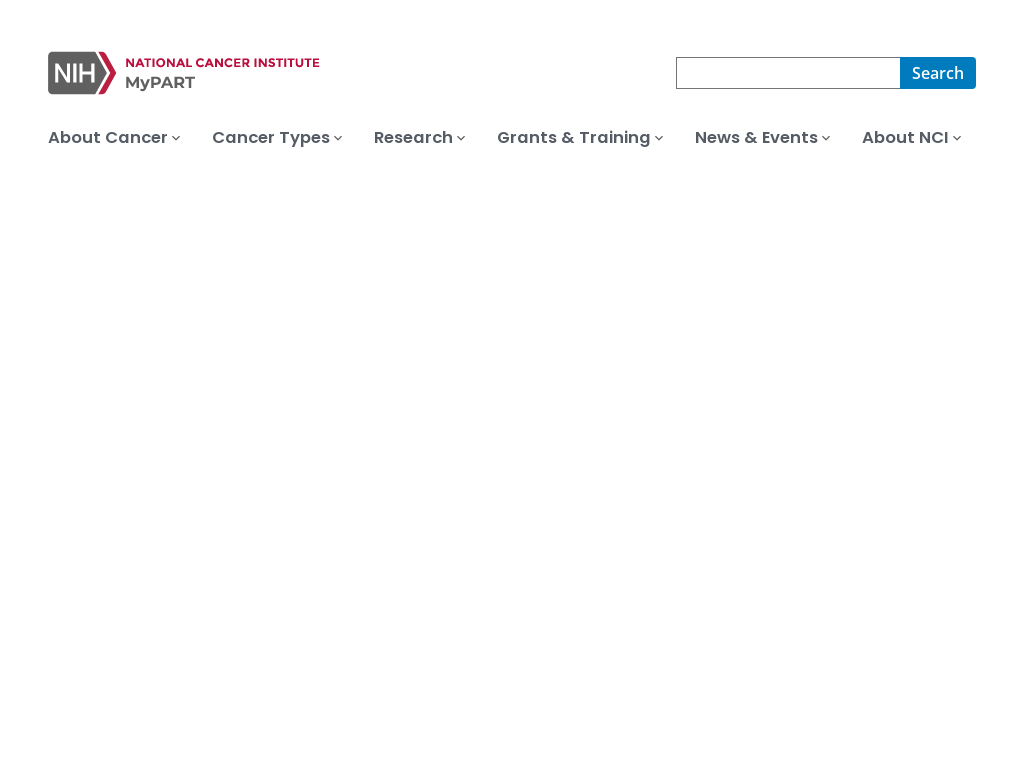 NIH NATIONAL CANCER INSTITUTE
MyPART
Search
About Cancer Cancer Types Research Grants & Training News & Events About NCI